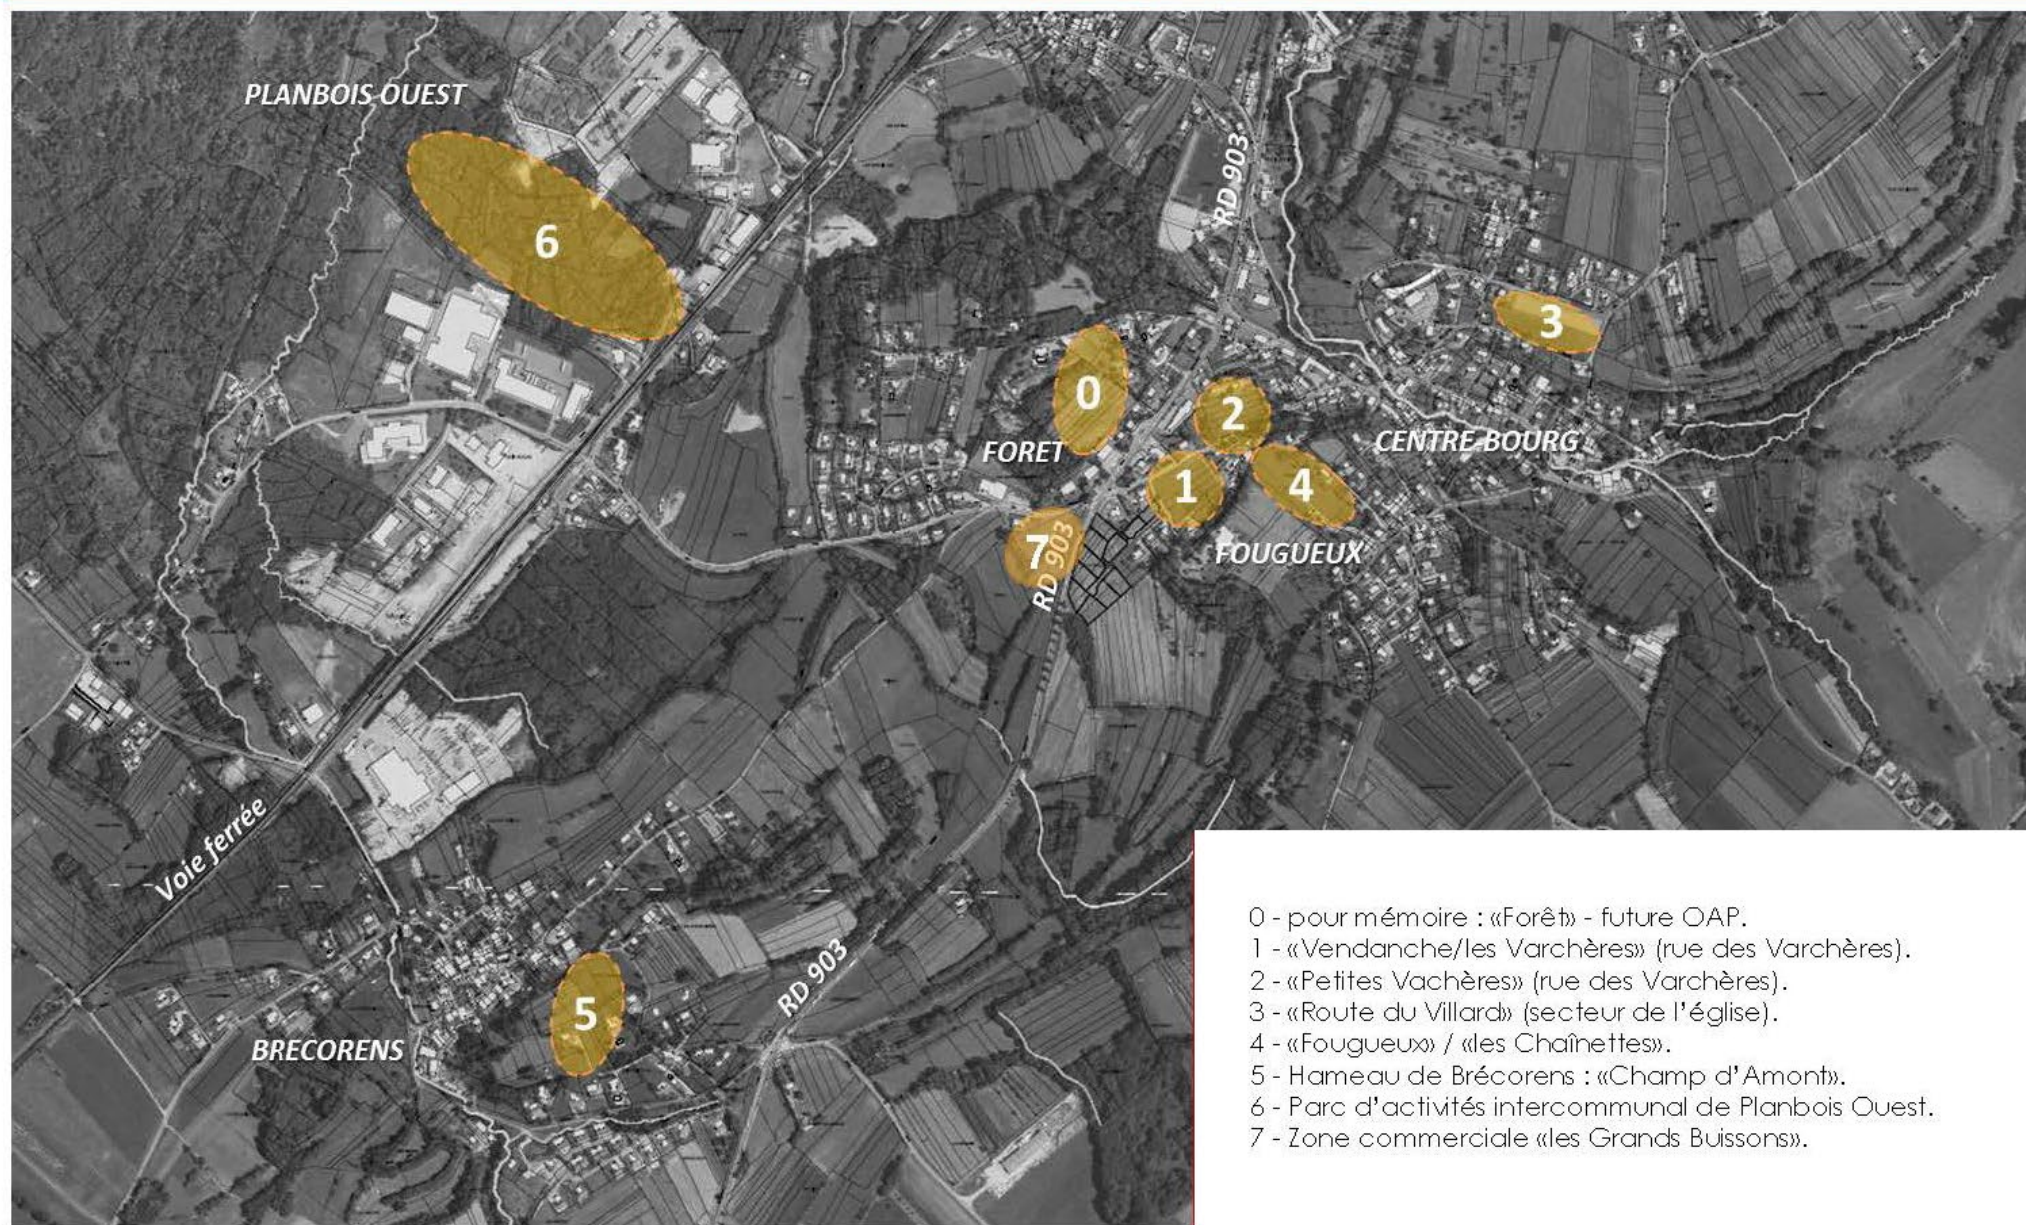 PLANBOIS OUEST
RD 903
6
3
0
2
CENTRE-BOURG
FORET
1
4
7
RD 903
FOUGUEUX
Voie ferrée
RD 903
5
BRECORENS
0 - pour mémoire : «Forêt» - future OAP.
1 - «Vendanche/les Varchères» (rue des Varchères).
2 - «Petites Vachères» (rue des Varchères).
3 - «Route du Villard» (secteur de l'église).
4 - «Fougueux» / «les Chaînettes».
5 - Hameau de Brécorens : «Champ d'Amont».
6 - Parc d'activités intercommunal de Planbois Ouest.
7 - Zone commerciale «les Grands Buissons».